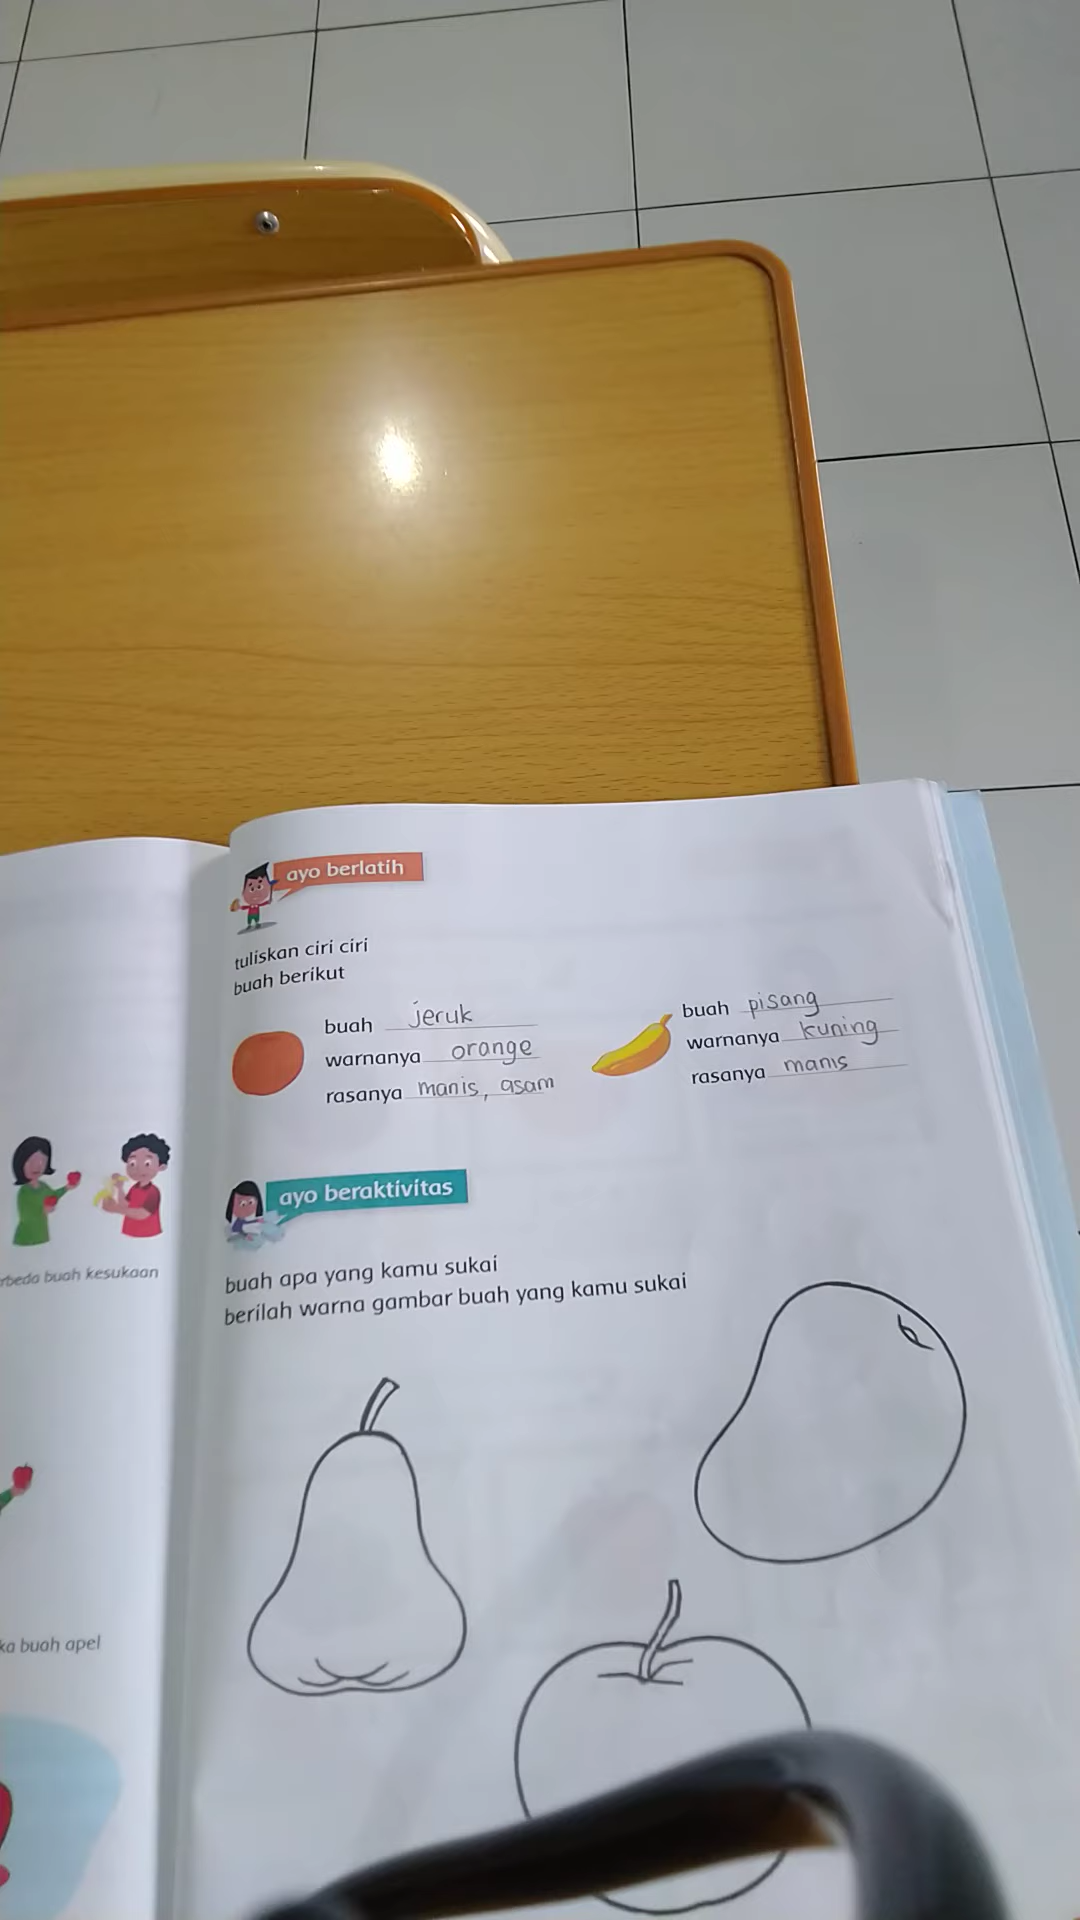 ayo berlatih
tuliskan ciri ciri
buah berikut
buah jeruk
warnanya orange
rasanya manis, asam
buah pisang
warnanya kuning
rasanya manis
ayo beraktivitas
buah apa yang kamu sukai
berilah warna gambar buah yang kamu sukai
buah kesukaan
buah apel